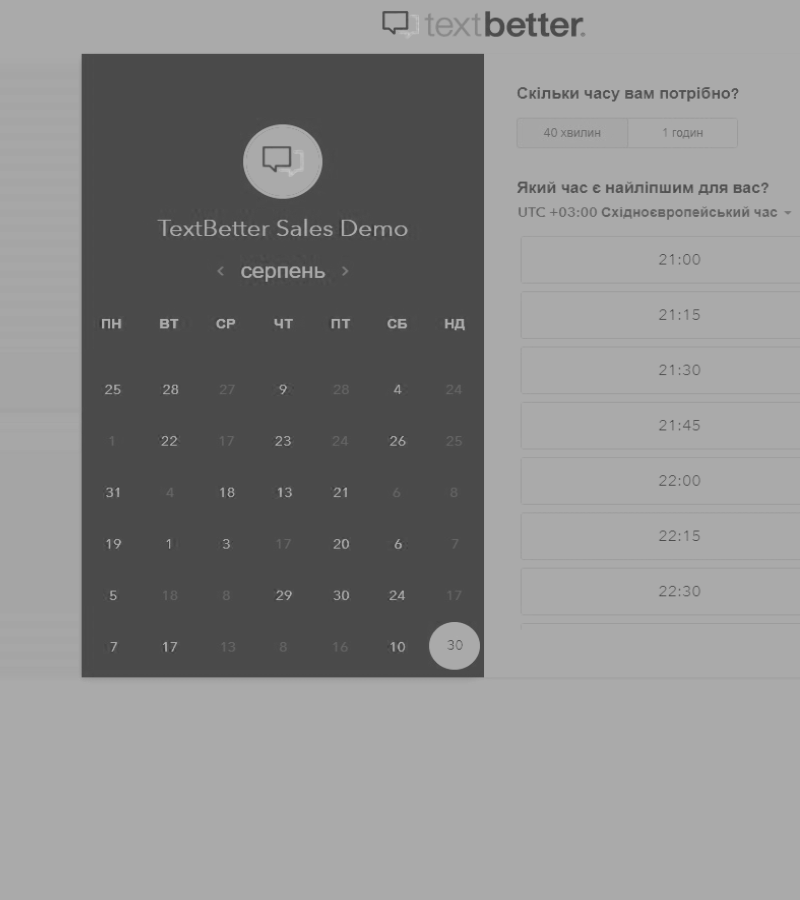 textbetter.
Скільки часу вам потрібно?
40 хвилин 1 годин
Який час є найліпшим для вас?
UTC +03:00 Східноєвропейський час
TextBetter Sales Demo
серпень
ПН ВТ СР ЧТ ПТ СБ НД
25 28 27 9 28 4 24
1 22 17 23 24 26 25
31 4 18 13 21 6 8
19 1 3 17 20 6 7
5 18 8 29 30 24 17
7 17 13 8 16 10 30
21:00
21:15
21:30
21:45
22:00
22:15
22:30